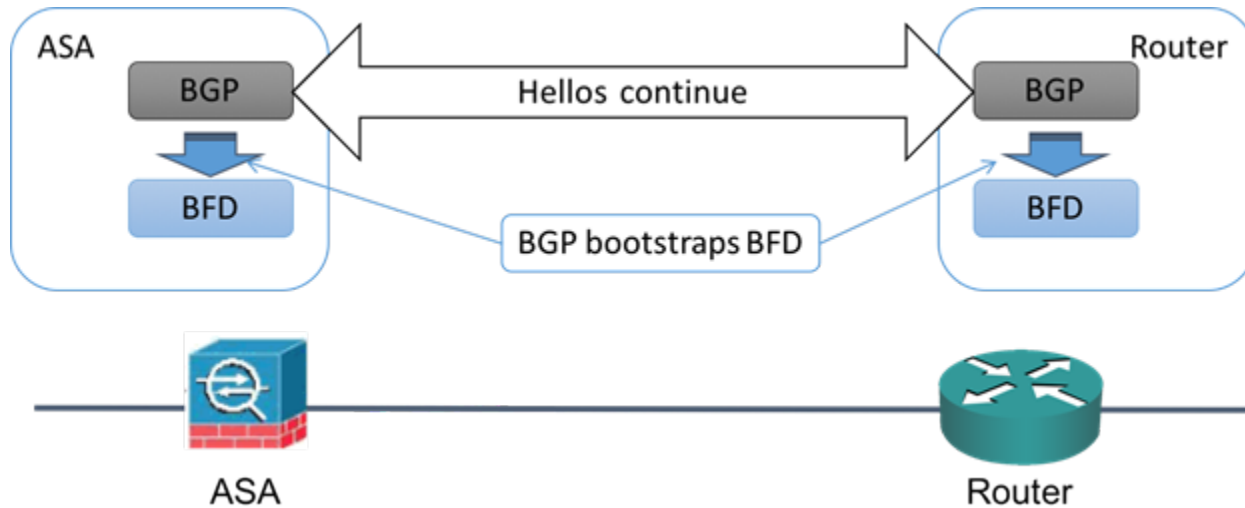 ASA
Router
BGP
Hellos continue
BGP
BFD
BFD
BGP bootstraps BFD
ASA
Router